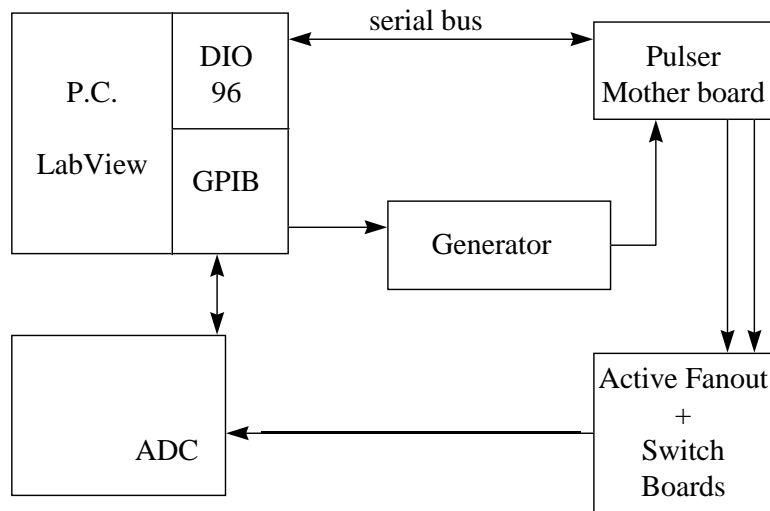 serial bus
P.C.
LabView
DIO
96
GPIB
Pulser
Mother board
Generator
ADC
Active Fanout
+
Switch
Boards